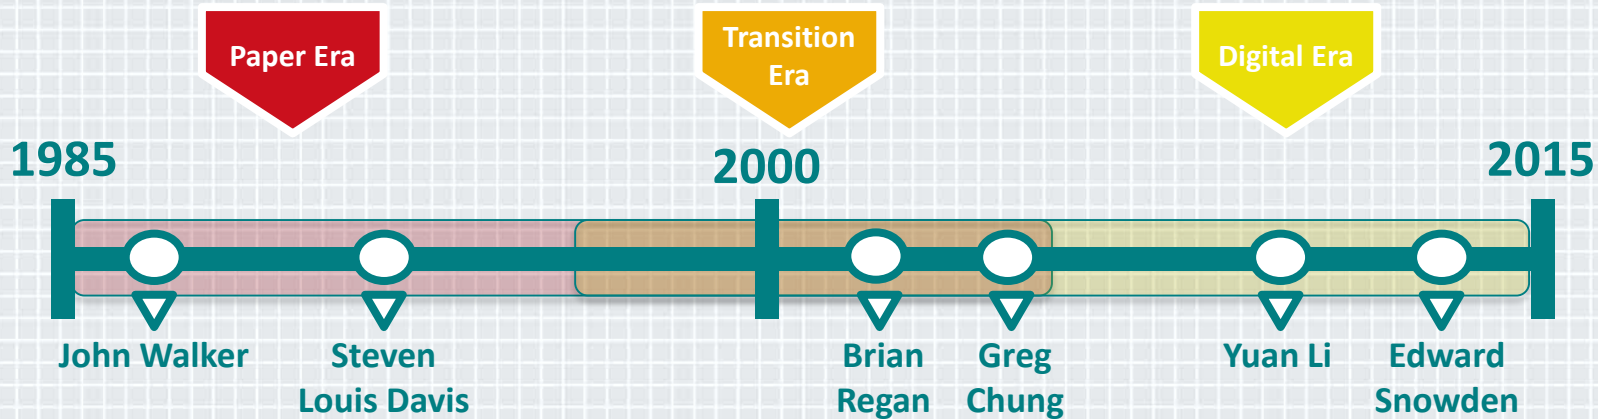 Paper Era
Transition
Era
Digital Era
1985
2000
2015
John Walker
Steven
Louis Davis
Brian
Regan
Greg
Chung
Yuan Li
Edward
Snowden